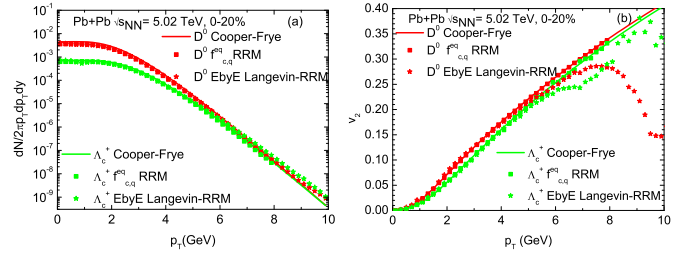 Pb+Pb √sNN= 5.02 TeV, 0-20% (a)
D⁰ Cooper-Frye
D⁰ f^eq_c,q RRM
D⁰ EbyE Langevin-RRM
Λc⁺ Cooper-Frye
Λc⁺ f^eq_c,q RRM
Λc⁺ EbyE Langevin-RRM
dN/2πpTdpTdy
10⁰
10⁻¹
10⁻²
10⁻³
10⁻⁴
10⁻⁵
10⁻⁶
10⁻⁷
10⁻⁸
10⁻⁹
0 2 4 6 8 10
pT(GeV)
Pb+Pb √sNN= 5.02 TeV, 0-20% (b)
D⁰ Cooper-Frye
D⁰ f^eq_c,q RRM
D⁰ EbyE Langevin-RRM
Λc⁺ Cooper-Frye
Λc⁺ f^eq_c,q RRM
Λc⁺ EbyE Langevin-RRM
v₂
0.40
0.35
0.30
0.25
0.20
0.15
0.10
0.05
0.00
0 2 4 6 8 10
pT (GeV)